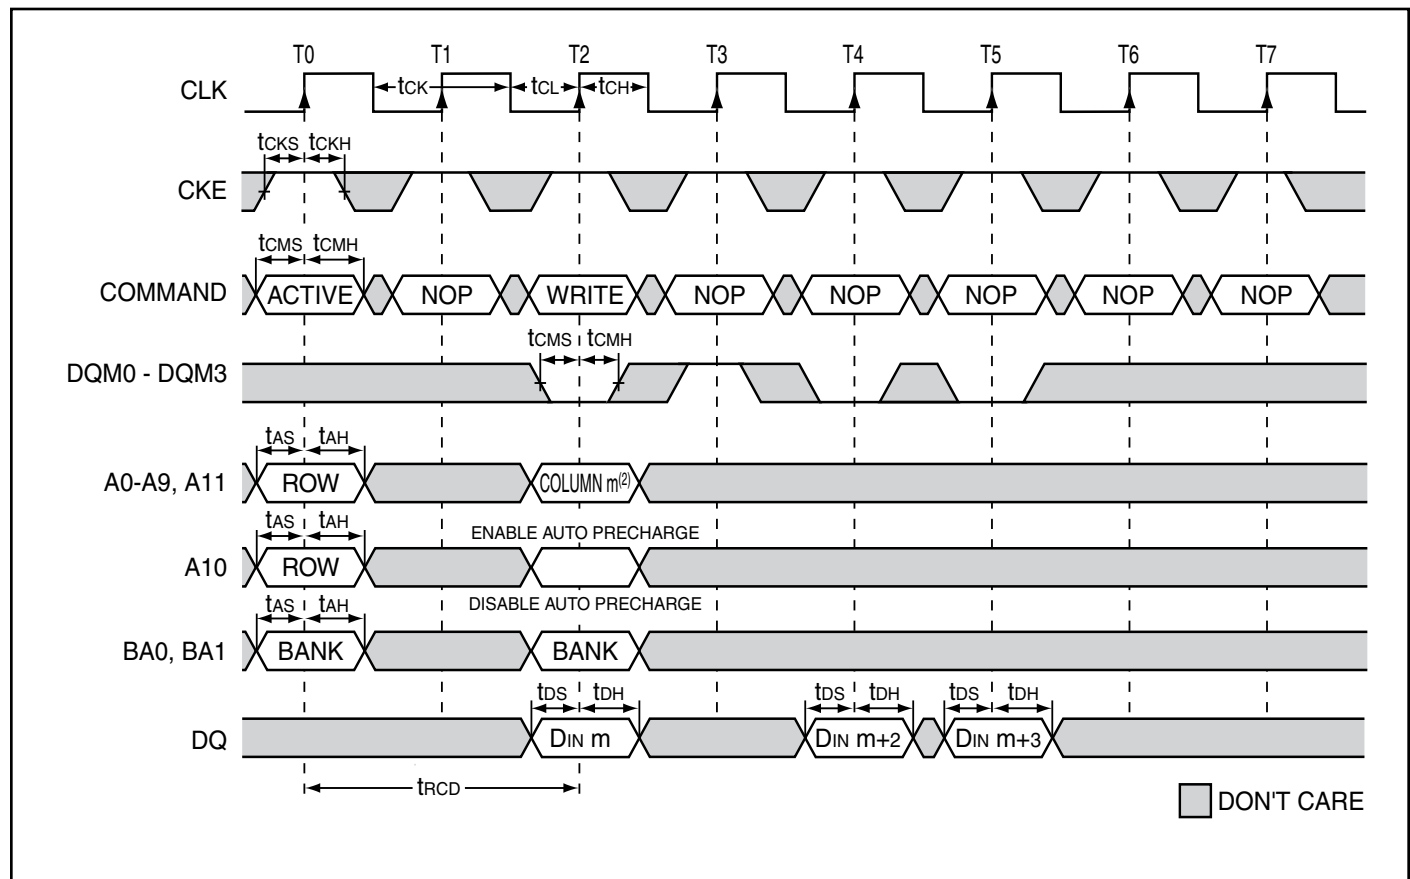 T0 T1 T2 T3 T4 T5 T6 T7
CLK tCK tCL tCH
tCKS tCKH
CKE
tCMS tCMH
COMMAND ACTIVE NOP WRITE NOP NOP NOP NOP NOP
tCMS tCMH
DQM0 - DQM3
tAS tAH
A0-A9, A11 ROW COLUMN m(2)
tAS tAH ENABLE AUTO PRECHARGE
A10 ROW
tAS tAH DISABLE AUTO PRECHARGE
BA0, BA1 BANK BANK
tDS tDH tDS tDH tDS tDH
DQ DIN m DIN m+2 DIN m+3
tRCD
DON'T CARE